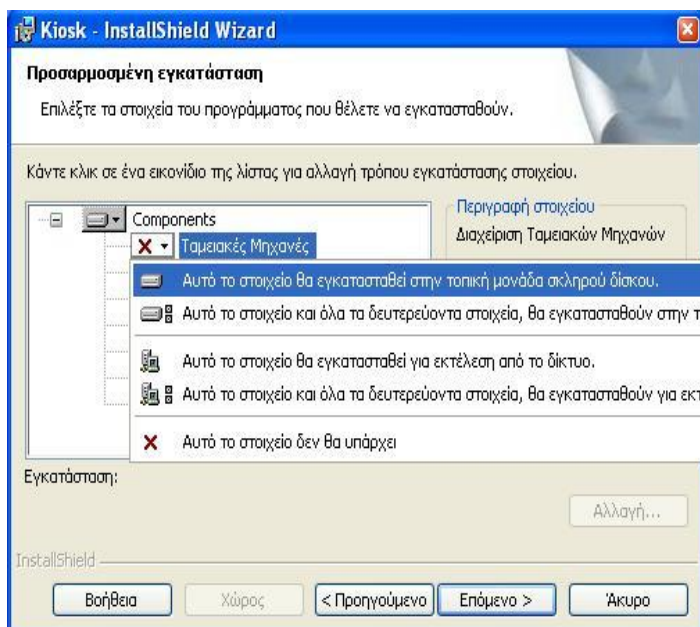 Kiosk - InstallShield Wizard
Προσαρμοσμένη εγκατάσταση
Επιλέξτε τα στοιχεία του προγράμματος που θέλετε να εγκατασταθούν.
Κάντε κλικ σε ένα εικονίδιο της λίστας για αλλαγή τρόπου εγκατάστασης στοιχείου.
Components
Ταμειακές Μηχανές
Περιγραφή στοιχείου
Διαχείριση Ταμειακών Μηχανών
Αυτό το στοιχείο θα εγκατασταθεί στην τοπική μονάδα σκληρού δίσκου.
Αυτό το στοιχείο και όλα τα δευτερεύοντα στοιχεία, θα εγκατασταθούν στην τ
Αυτό το στοιχείο θα εγκατασταθεί για εκτέλεση από το δίκτυο.
Αυτό το στοιχείο και όλα τα δευτερεύοντα στοιχεία, θα εγκατασταθούν για εκτ
Αυτό το στοιχείο δεν θα υπάρχει
Εγκατάσταση:
Αλλαγή...
InstallShield
Βοήθεια
Χώρος
< Προηγούμενο
Επόμενο >
Άκυρο